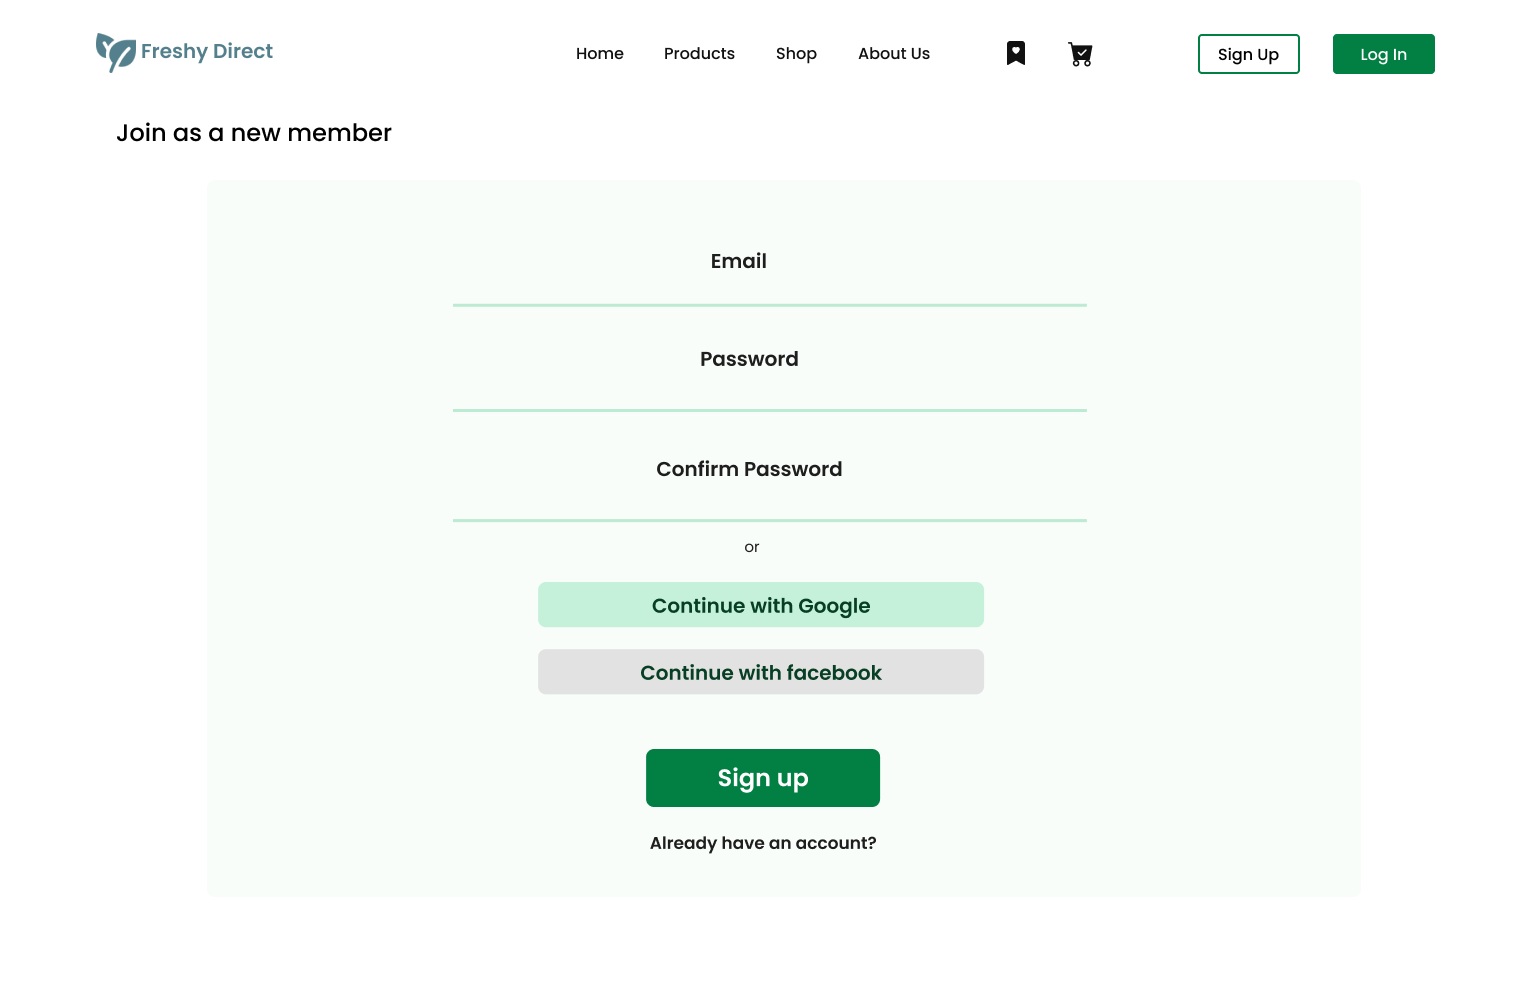 Freshy Direct
Home
Products
Shop
About Us
Sign Up
Log In
Join as a new member
Email
Password
Confirm Password
or
Continue with Google
Continue with facebook
Sign up
Already have an account?